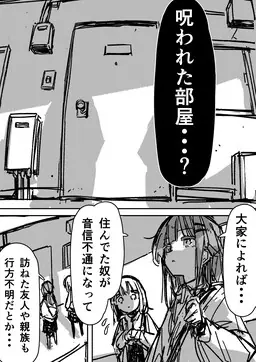 呪われた部屋・・・？
大家によれば・・・
住んでた奴が
音信不通になって
訪ねた友人や親族も
行方不明だとか・・・